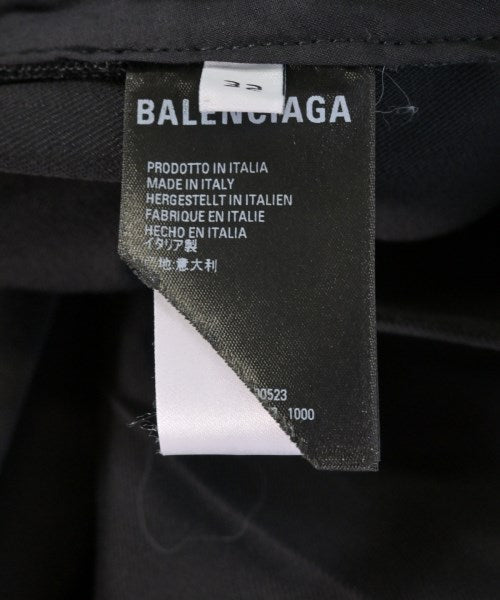 BALENCIAGA
PRODOTTO IN ITALIA
MADE IN ITALY
HERGESTELLT IN ITALIEN
FABRIQUE EN ITALIE
HECHO EN ITALIA
イタリア製
地:意大利
00523
1000